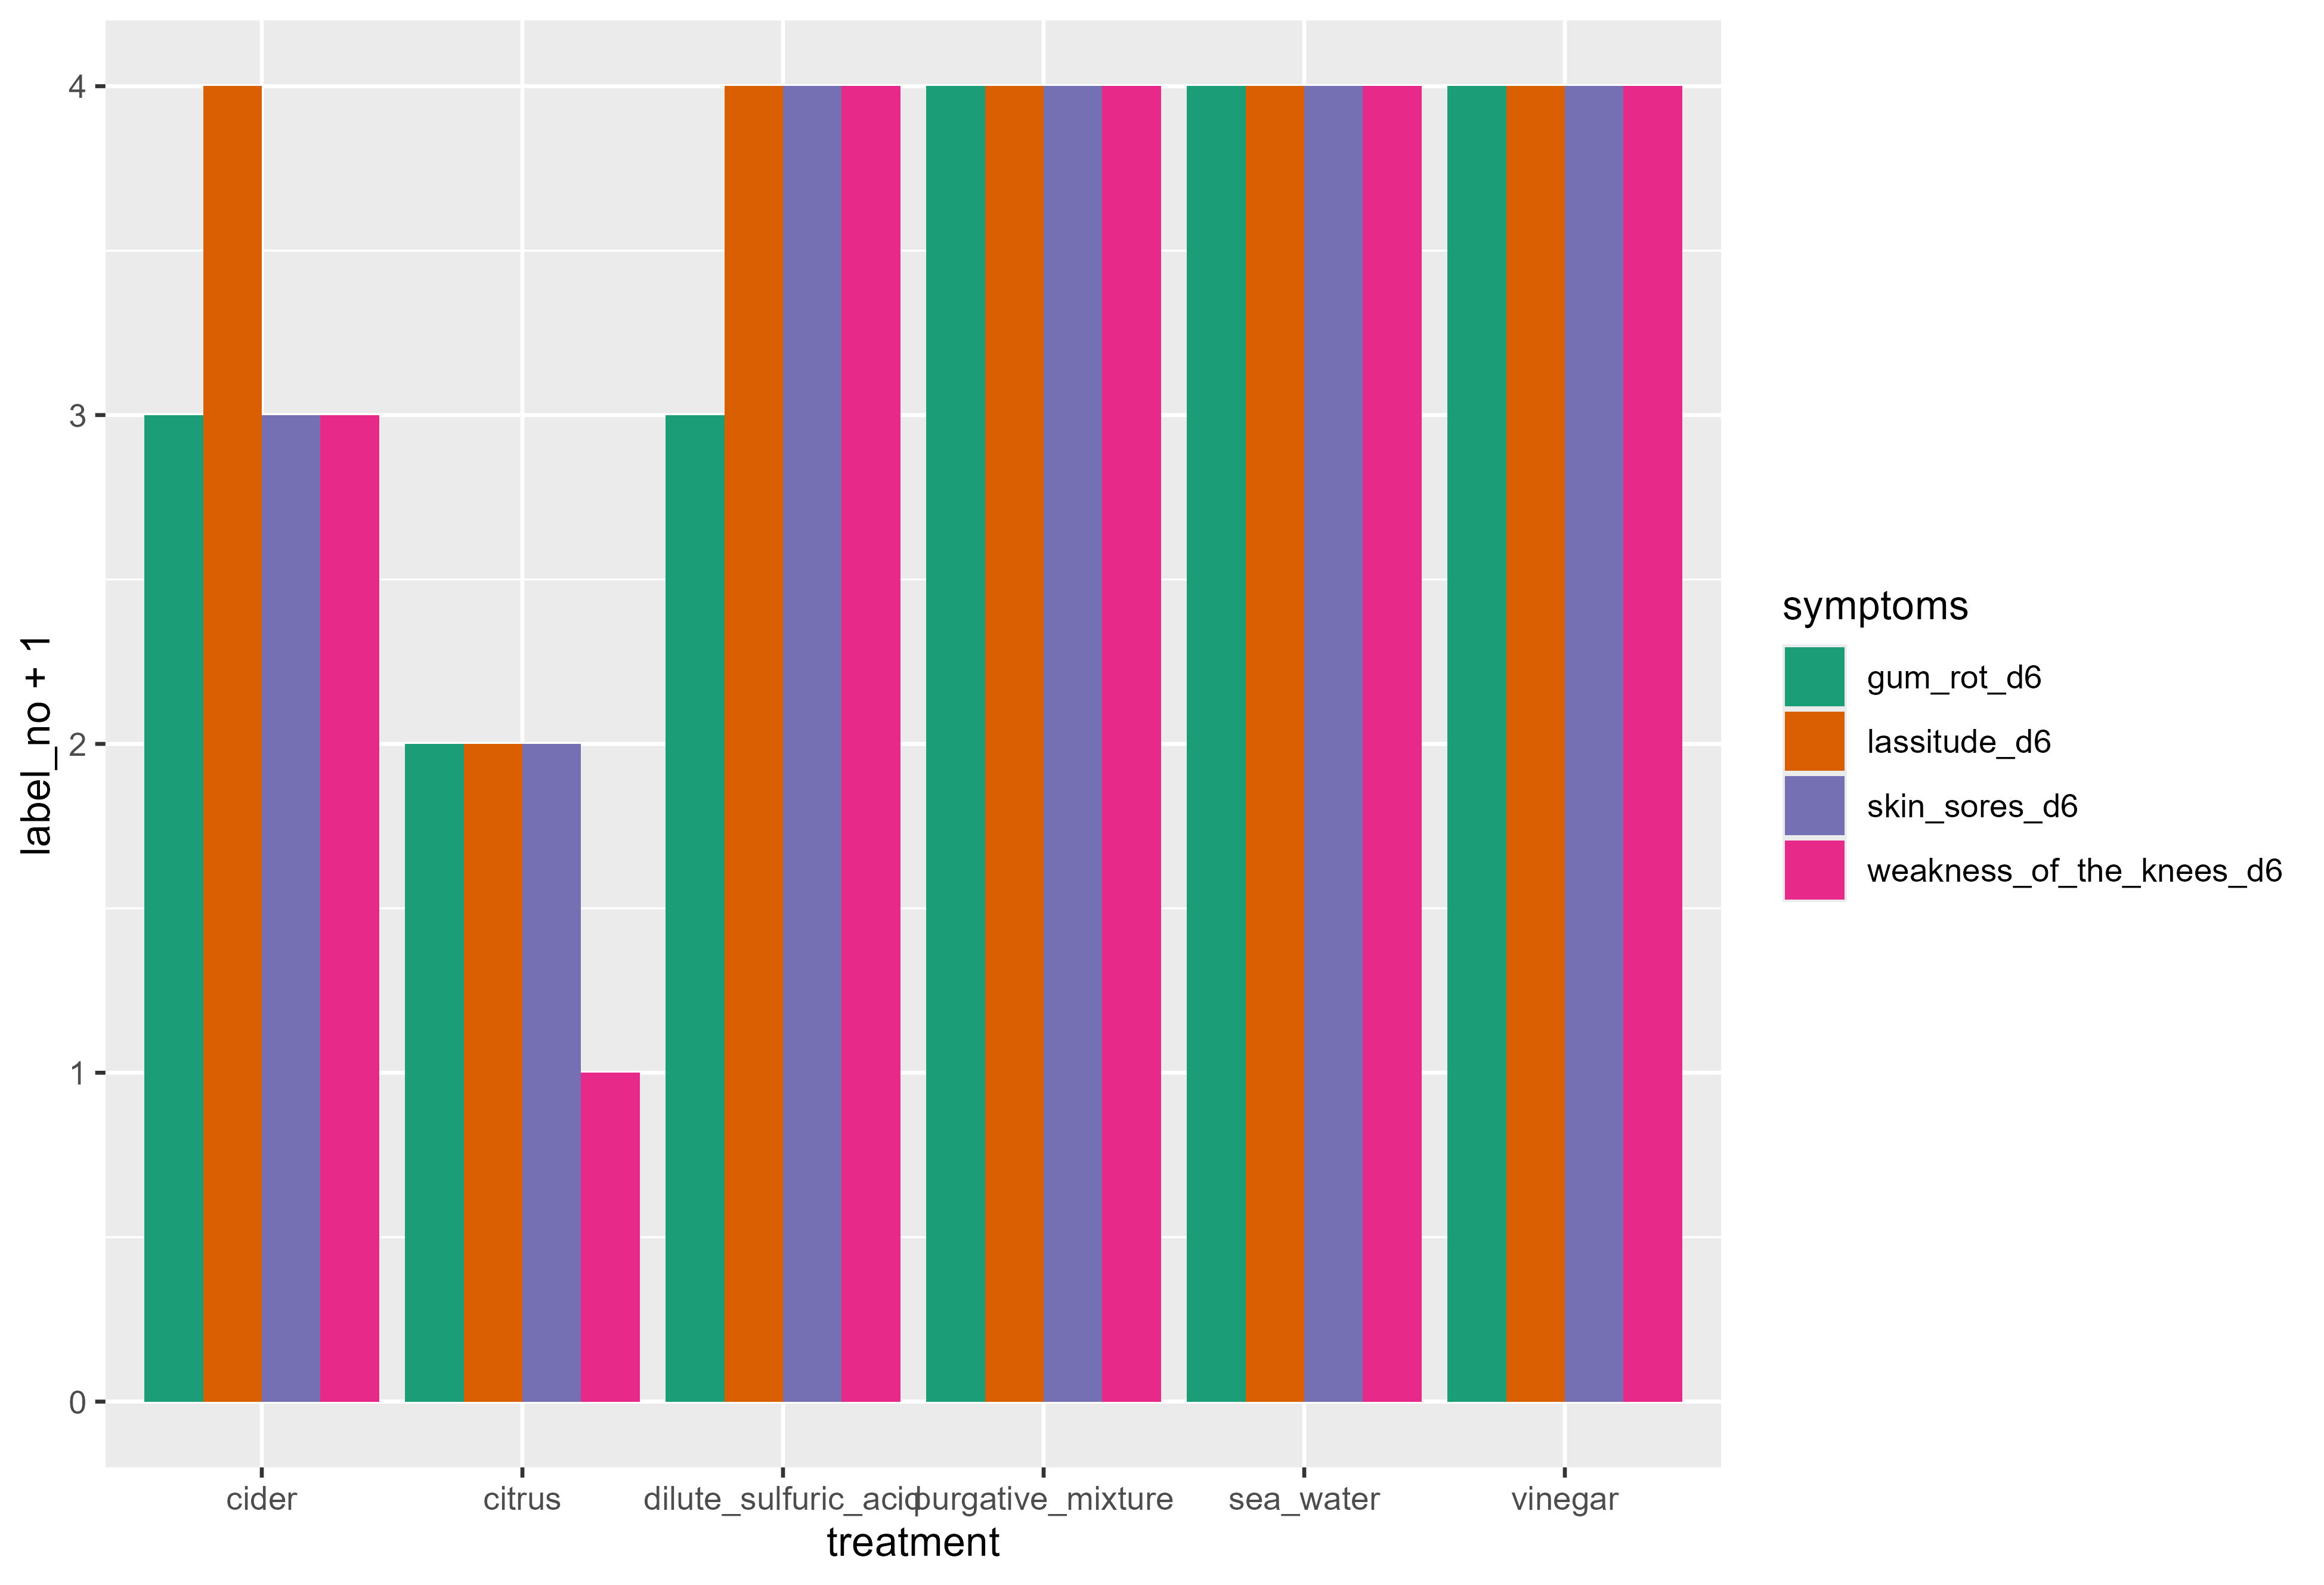 label_no + 1
4
3
2
1
0
cider citrus dilute_sulfuric_acid purgative_mixture sea_water vinegar
treatment
symptoms
gum_rot_d6
lassitude_d6
skin_sores_d6
weakness_of_the_knees_d6